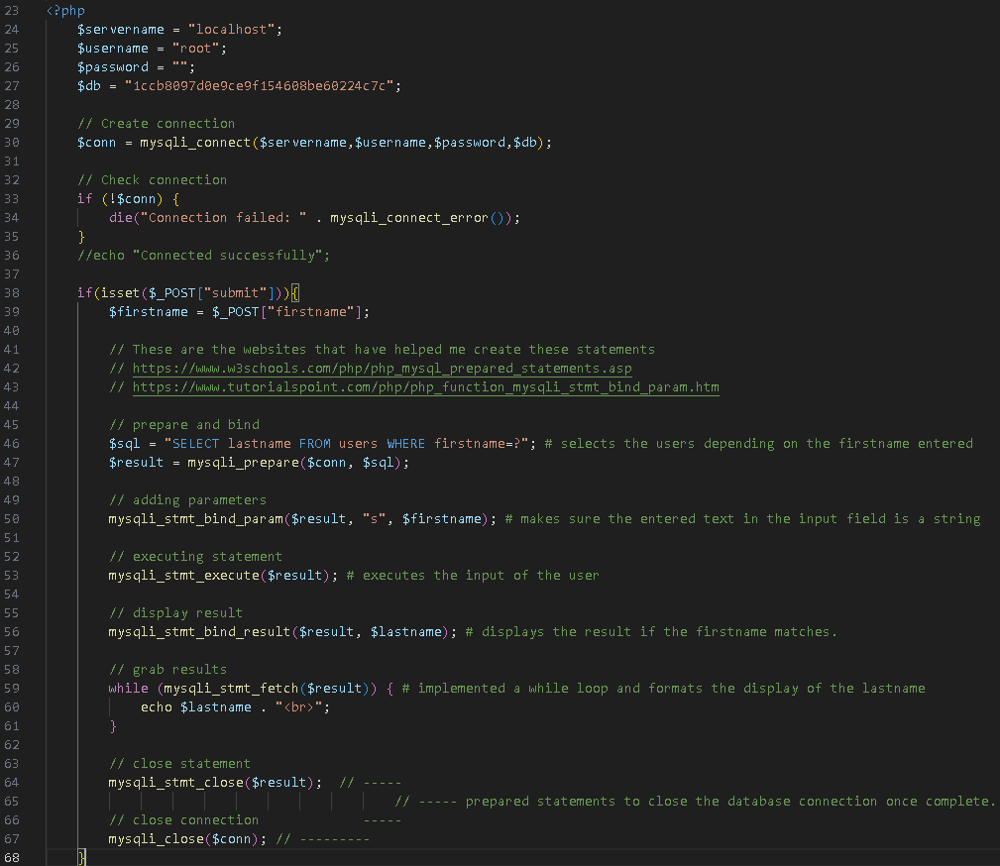 23 <?php
24 $servername = "localhost";
25 $username = "root";
26 $password = "";
27 $db = "1ccb8097d0e9ce9f154608be60224c7c";
28
29 // Create connection
30 $conn = mysqli_connect($servername,$username,$password,$db);
31
32 // Check connection
33 if (!$conn) {
34 die("Connection failed: " . mysqli_connect_error());
35 }
36 //echo "Connected successfully";
37
38 if(isset($_POST["submit"])){
39 $firstname = $_POST["firstname"];
40
41 // These are the websites that have helped me create these statements
42 // https://www.w3schools.com/php/php_mysql_prepared_statements.asp
43 // https://www.tutorialspoint.com/php/php_function_mysqli_stmt_bind_param.htm
44
45 // prepare and bind
46 $sql = "SELECT lastname FROM users WHERE firstname=?"; # selects the users depending on the firstname entered
47 $result = mysqli_prepare($conn, $sql);
48
49 // adding parameters
50 mysqli_stmt_bind_param($result, "s", $firstname); # makes sure the entered text in the input field is a string
51
52 // executing statement
53 mysqli_stmt_execute($result); # executes the input of the user
54
55 // display result
56 mysqli_stmt_bind_result($result, $lastname); # displays the result if the firstname matches.
57
58 // grab results
59 while (mysqli_stmt_fetch($result)) { # implemented a while loop and formats the display of the lastname
60 echo $lastname . "<br>";
61 }
62
63 // close statement
64 mysqli_stmt_close($result); // -----
65 // ----- prepared statements to close the database connection once complete.
66 // close connection -----
67 mysqli_close($conn); // ---------
68 }